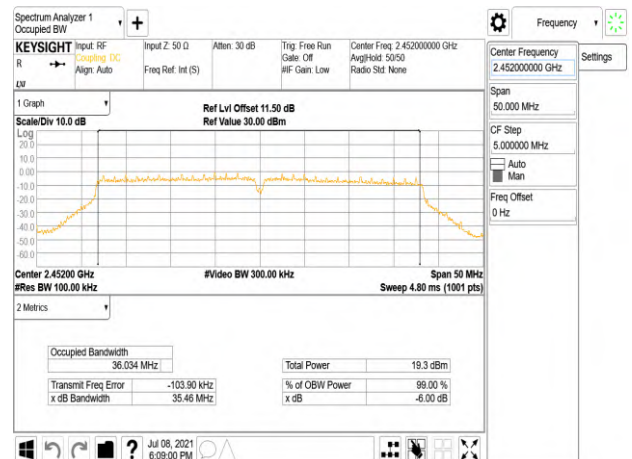 Spectrum Analyzer 1
Occupied BW
Frequency
KEYSIGHT
R
LXI
Input: RF
Coupling: DC
Align: Auto
Input Z: 50 Ω
Freq Ref: Int (S)
Atten: 30 dB
Trig: Free Run
Gate: Off
#IF Gain: Low
Center Freq: 2.452000000 GHz
Avg|Hold: 50/50
Radio Std: None
Center Frequency
2.452000000 GHz
Settings
Span
50.000 MHz
CF Step
5.000000 MHz
Auto
Man
Freq Offset
0 Hz
1 Graph
Scale/Div 10.0 dB
Ref Lvl Offset 11.50 dB
Ref Value 30.00 dBm
Log
20.0
10.0
0.00
-10.0
-20.0
-30.0
-40.0
-50.0
-60.0
Center 2.45200 GHz
#Res BW 100.00 kHz
#Video BW 300.00 kHz
Span 50 MHz
Sweep 4.80 ms (1001 pts)
2 Metrics
Occupied Bandwidth
36.034 MHz
Total Power 19.3 dBm
Transmit Freq Error -103.90 kHz
% of OBW Power 99.00 %
x dB Bandwidth 35.46 MHz
x dB -6.00 dB
?
Jul 08, 2021
6:09:00 PM